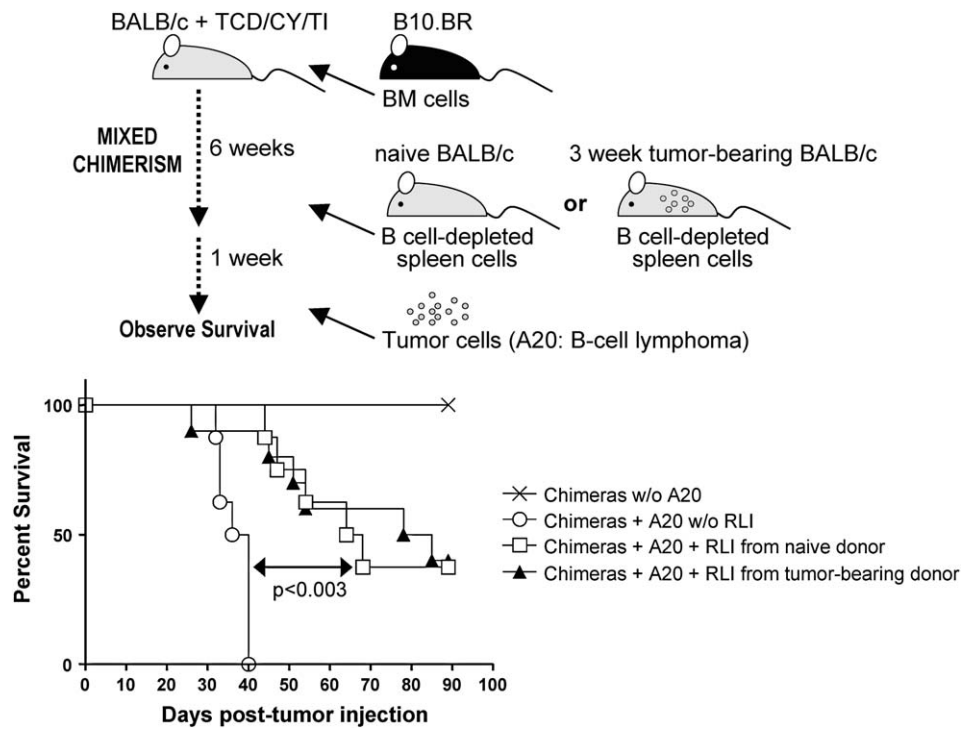 BALB/c + TCD/CY/TI
B10.BR
BM cells
MIXED
CHIMERISM
6 weeks
naive BALB/c
3 week tumor-bearing BALB/c
or
B cell-depleted
spleen cells
B cell-depleted
spleen cells
1 week
Observe Survival
Tumor cells (A20: B-cell lymphoma)
Percent Survival
100
50
0
p<0.003
0 10 20 30 40 50 60 70 80 90 100
Days post-tumor injection
Chimeras w/o A20
Chimeras + A20 w/o RLI
Chimeras + A20 + RLI from naive donor
Chimeras + A20 + RLI from tumor-bearing donor